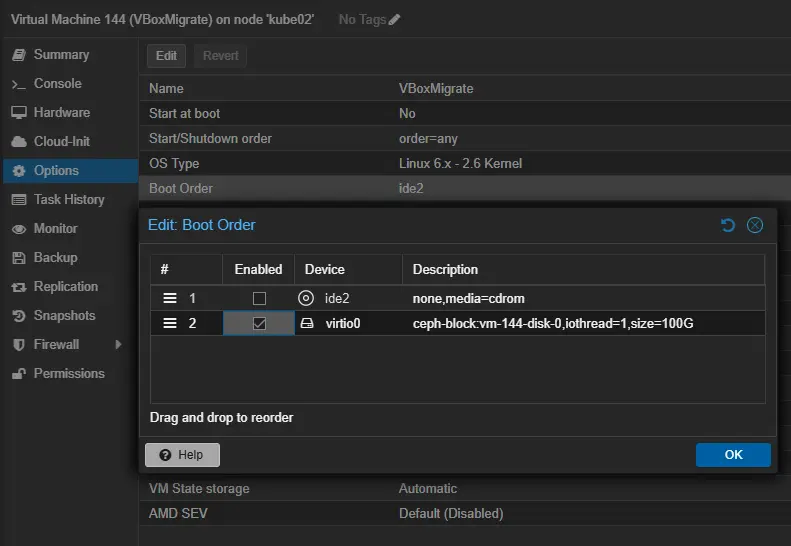 Virtual Machine 144 (VBoxMigrate) on node 'kube02' No Tags
Summary
Console
Hardware
Cloud-Init
Options
Task History
Monitor
Backup
Replication
Snapshots
Firewall
Permissions
Edit Revert
Name VBoxMigrate
Start at boot No
Start/Shutdown order order=any
OS Type Linux 6.x - 2.6 Kernel
Boot Order ide2
Edit: Boot Order
# Enabled Device Description
1 ide2 none,media=cdrom
2 virtio0 ceph-block:vm-144-disk-0,iothread=1,size=100G
Drag and drop to reorder
Help OK
VM State storage Automatic
AMD SEV Default (Disabled)